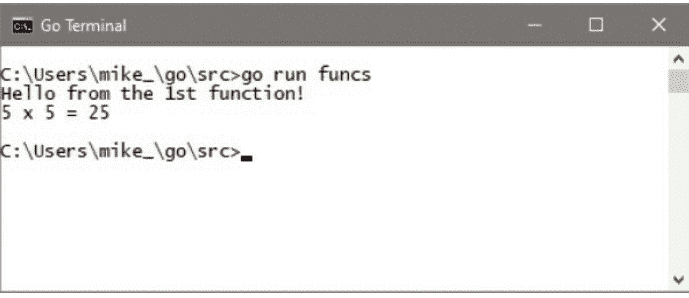 Go Terminal
C:\Users\mike_\go\src>go run funcs
Hello from the 1st function!
5 x 5 = 25
C:\Users\mike_\go\src>